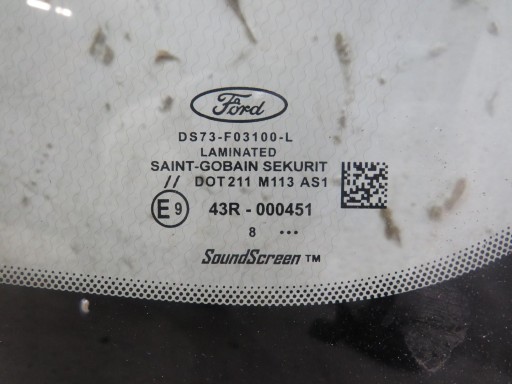 Ford
DS73-F03100-L
LAMINATED
SAINT-GOBAIN SEKURIT
// DOT211 M113 AS1
E9 43R - 000451
8 •••
SoundScreen TM